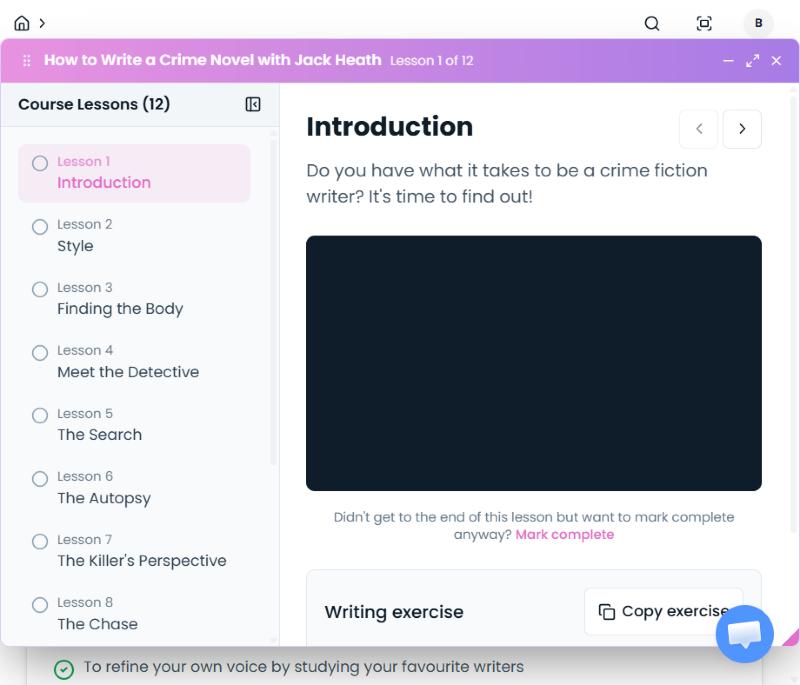 B
How to Write a Crime Novel with Jack Heath Lesson 1 of 12
Course Lessons (12)
Lesson 1
Introduction
Lesson 2
Style
Lesson 3
Finding the Body
Lesson 4
Meet the Detective
Lesson 5
The Search
Lesson 6
The Autopsy
Lesson 7
The Killer's Perspective
Lesson 8
The Chase
Introduction
Do you have what it takes to be a crime fiction
writer? It's time to find out!
Didn't get to the end of this lesson but want to mark complete
anyway? Mark complete
Writing exercise
Copy exercise
To refine your own voice by studying your favourite writers